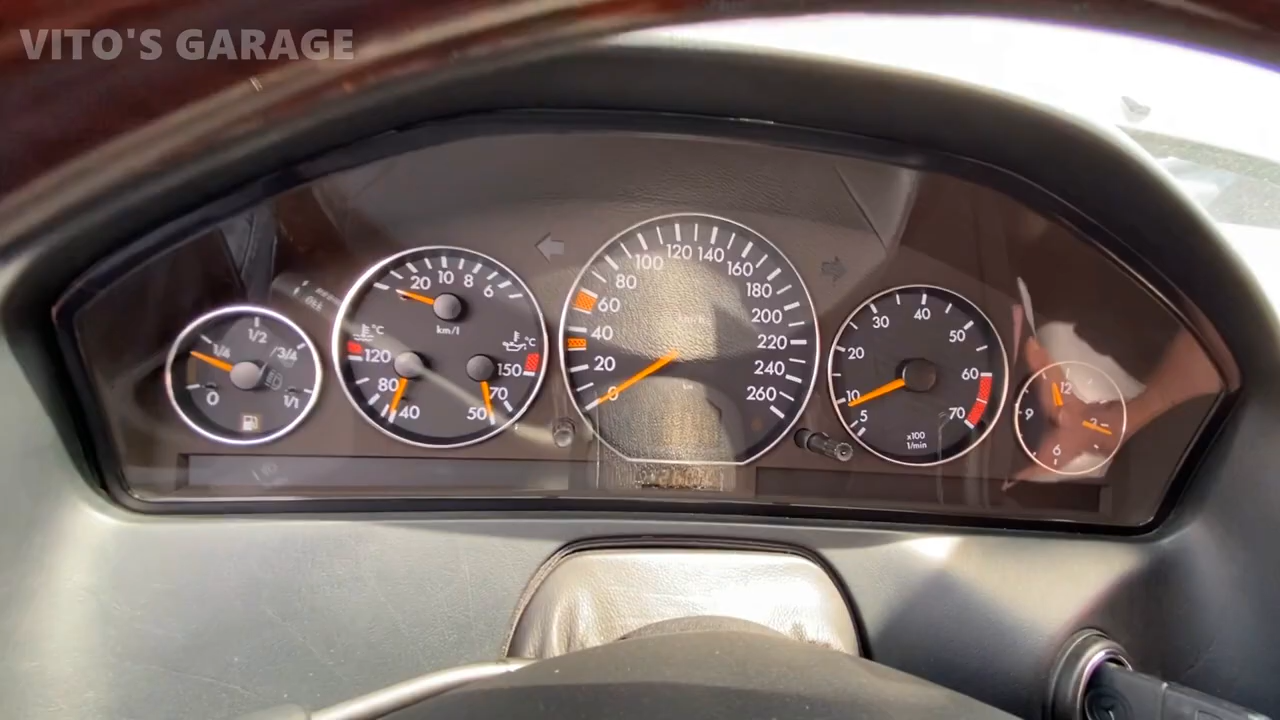 VITO'S GARAGE
0 1/4 1/2 3/4 1/1
20 10 8 6
km/l
°C 120 80 40
°C 150 70 50
0 20 40 60 80 100 120 140 160 180 200 220 240 260
5 10 20 30 40 50 60 70
x100
1/min
12 3 6 9